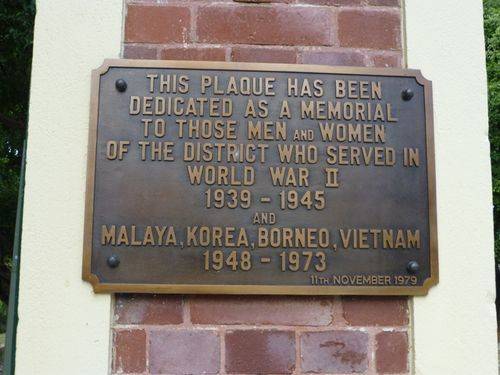 THIS PLAQUE HAS BEEN
DEDICATED AS A MEMORIAL
TO THOSE MEN AND WOMEN
OF THE DISTRICT WHO SERVED IN
WORLD WAR II
1939 - 1945
AND
MALAYA, KOREA, BORNEO, VIETNAM
1948 - 1973
11TH NOVEMBER 1979